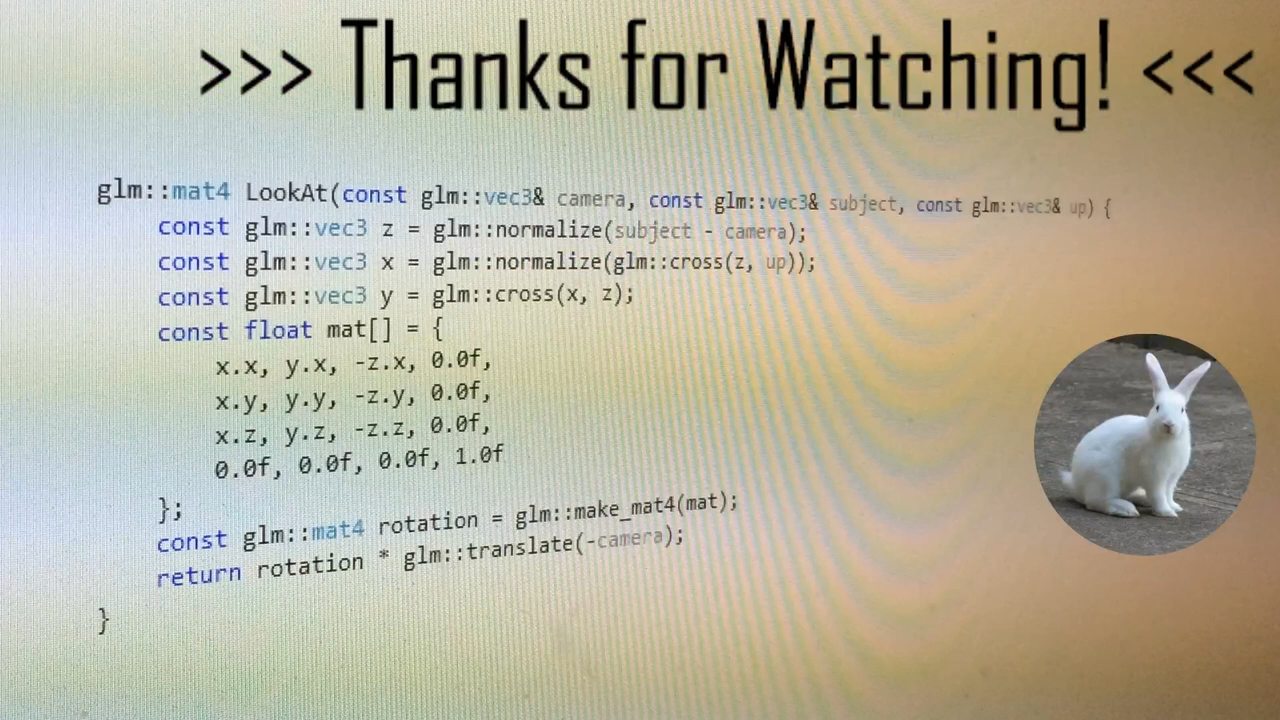 >>> Thanks for Watching! <<<
glm::mat4 LookAt(const glm::vec3& camera, const glm::vec3& subject, const glm::vec3& up) {
    const glm::vec3 z = glm::normalize(subject - camera);
    const glm::vec3 x = glm::normalize(glm::cross(z, up));
    const glm::vec3 y = glm::cross(x, z);
    const float mat[] = {
        x.x, y.x, -z.x, 0.0f,
        x.y, y.y, -z.y, 0.0f,
        x.z, y.z, -z.z, 0.0f,
        0.0f, 0.0f, 0.0f, 1.0f
    };
    const glm::mat4 rotation = glm::make_mat4(mat);
    return rotation * glm::translate(-camera);
}